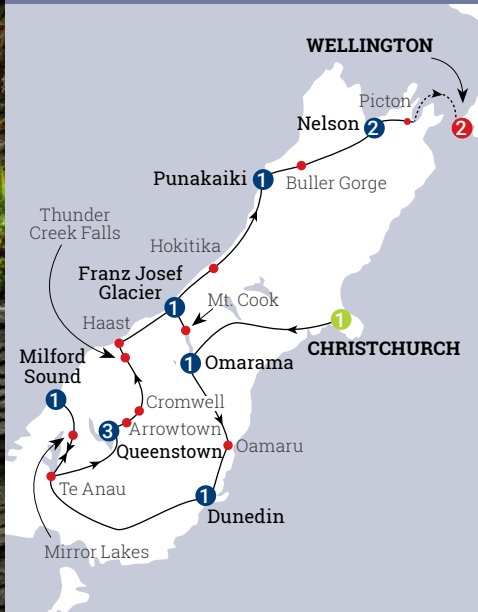 WELLINGTON
Picton
Nelson
2
2
Punakaiki
1
Buller Gorge
Thunder
Creek Falls
Hokitika
Franz Josef
Glacier
1
Mt. Cook
Haast
1
CHRISTCHURCH
Milford
Sound
1
1
Omarama
Cromwell
3
Arrowtown
Queenstown
Oamaru
Te Anau
1
Dunedin
Mirror Lakes